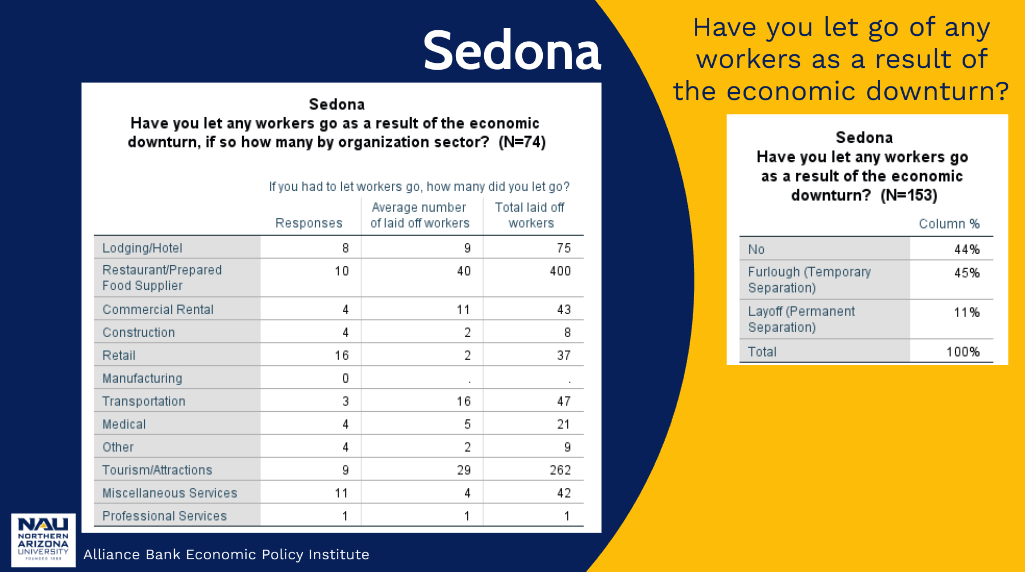 Sedona
Have you let go of any
workers as a result of
the economic downturn?
Sedona
Have you let any workers go as a result of the economic
downturn, if so how many by organization sector? (N=74)
If you had to let workers go, how many did you let go?
Responses Average number of laid off workers Total laid off workers
Lodging/Hotel 8 9 75
Restaurant/Prepared Food Supplier 10 40 400
Commercial Rental 4 11 43
Construction 4 2 8
Retail 16 2 37
Manufacturing 0 . .
Transportation 3 16 47
Medical 4 5 21
Other 4 2 9
Tourism/Attractions 9 29 262
Miscellaneous Services 11 4 42
Professional Services 1 1 1
Sedona
Have you let any workers go
as a result of the economic
downturn? (N=153)
Column %
No 44%
Furlough (Temporary Separation) 45%
Layoff (Permanent Separation) 11%
Total 100%
NAU
NORTHERN
ARIZONA
UNIVERSITY
FOUNDED 1899
Alliance Bank Economic Policy Institute